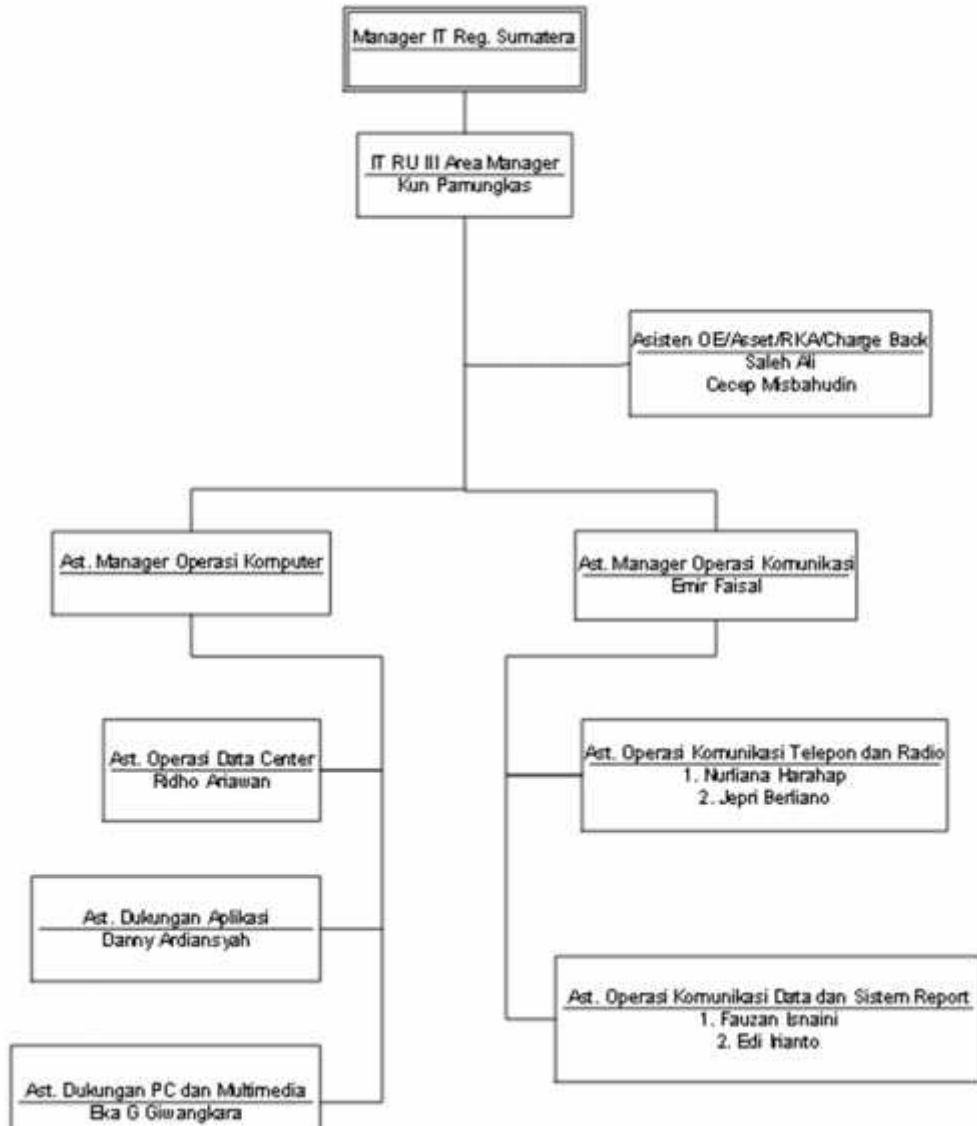 Manager IT Reg. Sumatera
IT RU III Area Manager
Kun Pamungkas
Asisten OE/Asset/RKA/Charge Back
Saleh Ali
Cecep Misbahudin
Ast. Manager Operasi Komputer
Ast. Manager Operasi Komunikasi
Emir Faisal
Ast. Operasi Data Center
Ridho Ariawan
Ast. Operasi Komunikasi Telepon dan Radio
1. Nurliana Harahap
2. Jepri Berliano
Ast. Dukungan Aplikasi
Danny Ardiansyah
Ast. Operasi Komunikasi Data dan Sistem Report
1. Fauzan Isnaini
2. Edi Irianto
Ast. Dukungan PC dan Multimedia
Eka G Giwangkara